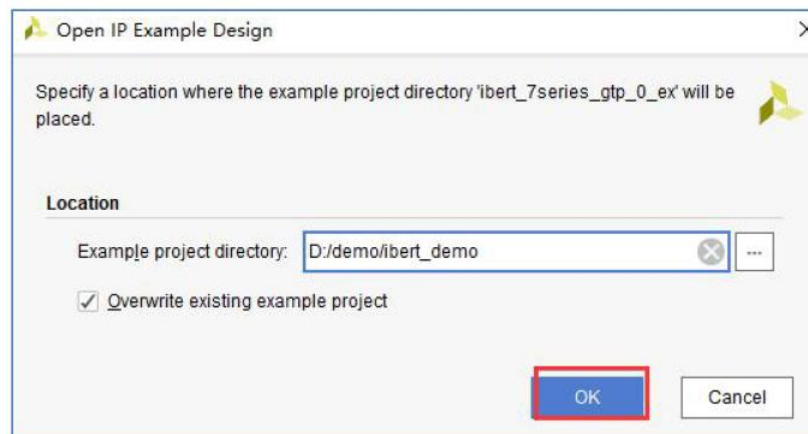 Open IP Example Design
Specify a location where the example project directory 'ibert_7series_gtp_0_ex' will be
placed.
Location
Example project directory: D:/demo/ibert_demo ...
Overwrite existing example project
OK Cancel